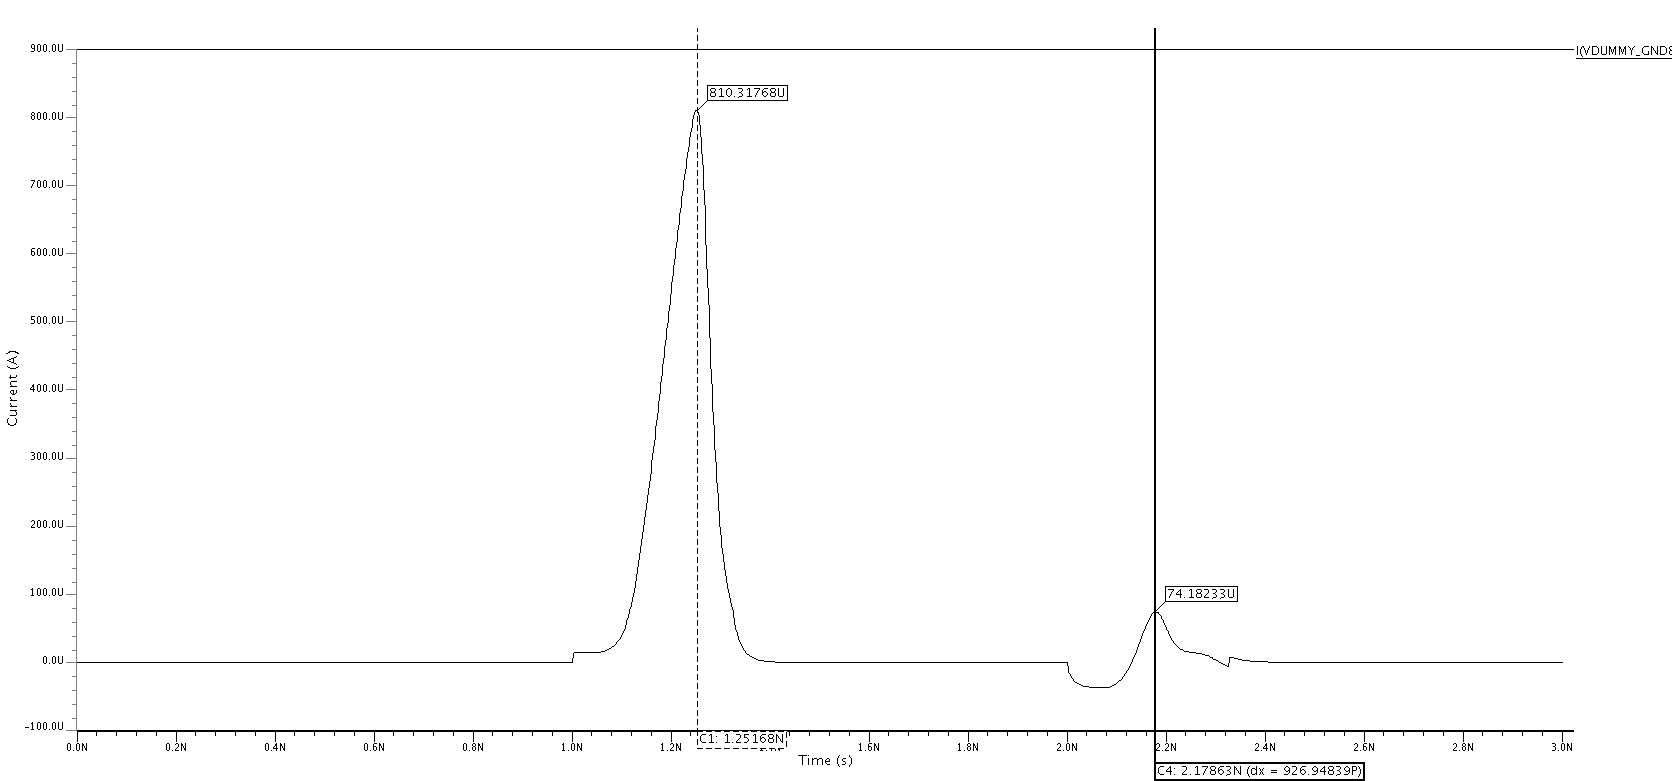 900.0U
I(VDUMMY_GND8
810.31768U
800.0U
700.0U
600.0U
500.0U
400.0U
Current (A)
300.0U
200.0U
100.0U
74.18233U
0.0U
-100.0U
0.0N 0.2N 0.4N 0.6N 0.8N 1.0N 1.2N 1.6N 1.8N 2.0N 2.2N 2.4N 2.6N 2.8N 3.0N
C1: 1.25168N
Time (s)
C4: 2.17863N (dx = 926.94839P)